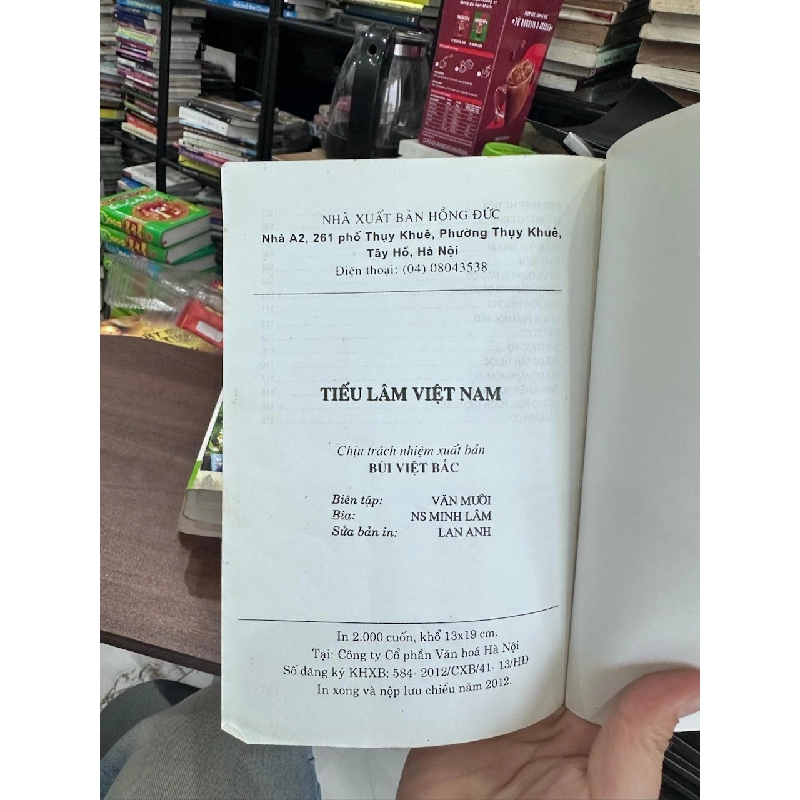 NHÀ XUẤT BẢN HỒNG ĐỨC
Nhà A2, 261 phố Thụy Khuê, Phường Thụy Khuê,
Tây Hồ, Hà Nội
Điện thoại: (04) 08043538
TIẾU LÂM VIỆT NAM
Chịu trách nhiệm xuất bản
BÙI VIỆT BẮC
Biên tập: VĂN MƯỜI
Bìa: NS MINH LÂM
Sửa bản in: LAN ANH
In 2.000 cuốn, khổ 13x19 cm.
Tại: Công ty Cổ phần Văn hoá Hà Nội
Số đăng ký KHXB: 584- 2012/CXB/41- 13/HĐ
In xong và nộp lưu chiểu năm 2012.